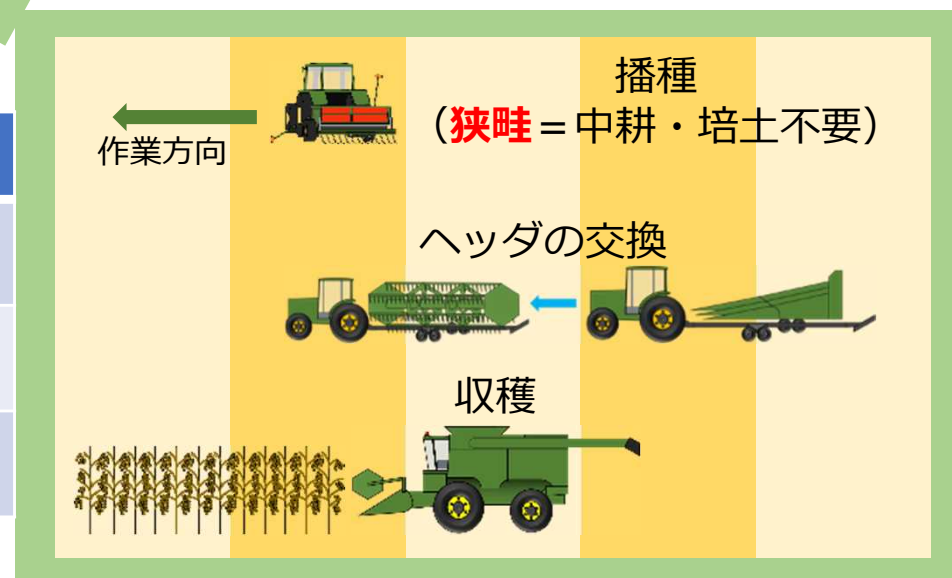 播種
（狭畦＝中耕・培土不要）
作業方向
ヘッダの交換
収穫